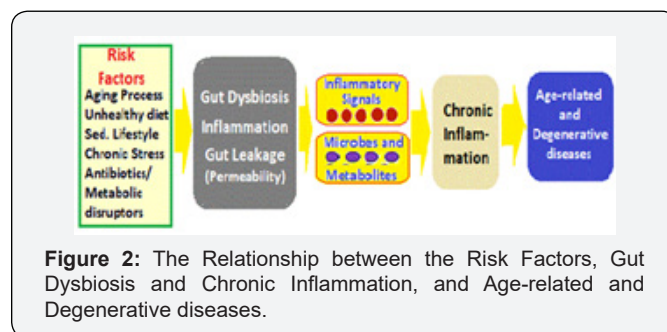 Risk
Factors
Aging Process
Unhealthy diet
Sed. Lifestyle
Chronic Stress
Antibiotics/
Metabolic
disruptors
Gut Dysbiosis
Inflammation
Gut Leakage
(Permeability)
Inflammatory
Signals
Microbes and
Metabolites
Chronic
Inflam-
mation
Age-related
and
Degenerative
diseases
Figure 2: The Relationship between the Risk Factors, Gut
Dysbiosis and Chronic Inflammation, and Age-related and
Degenerative diseases.